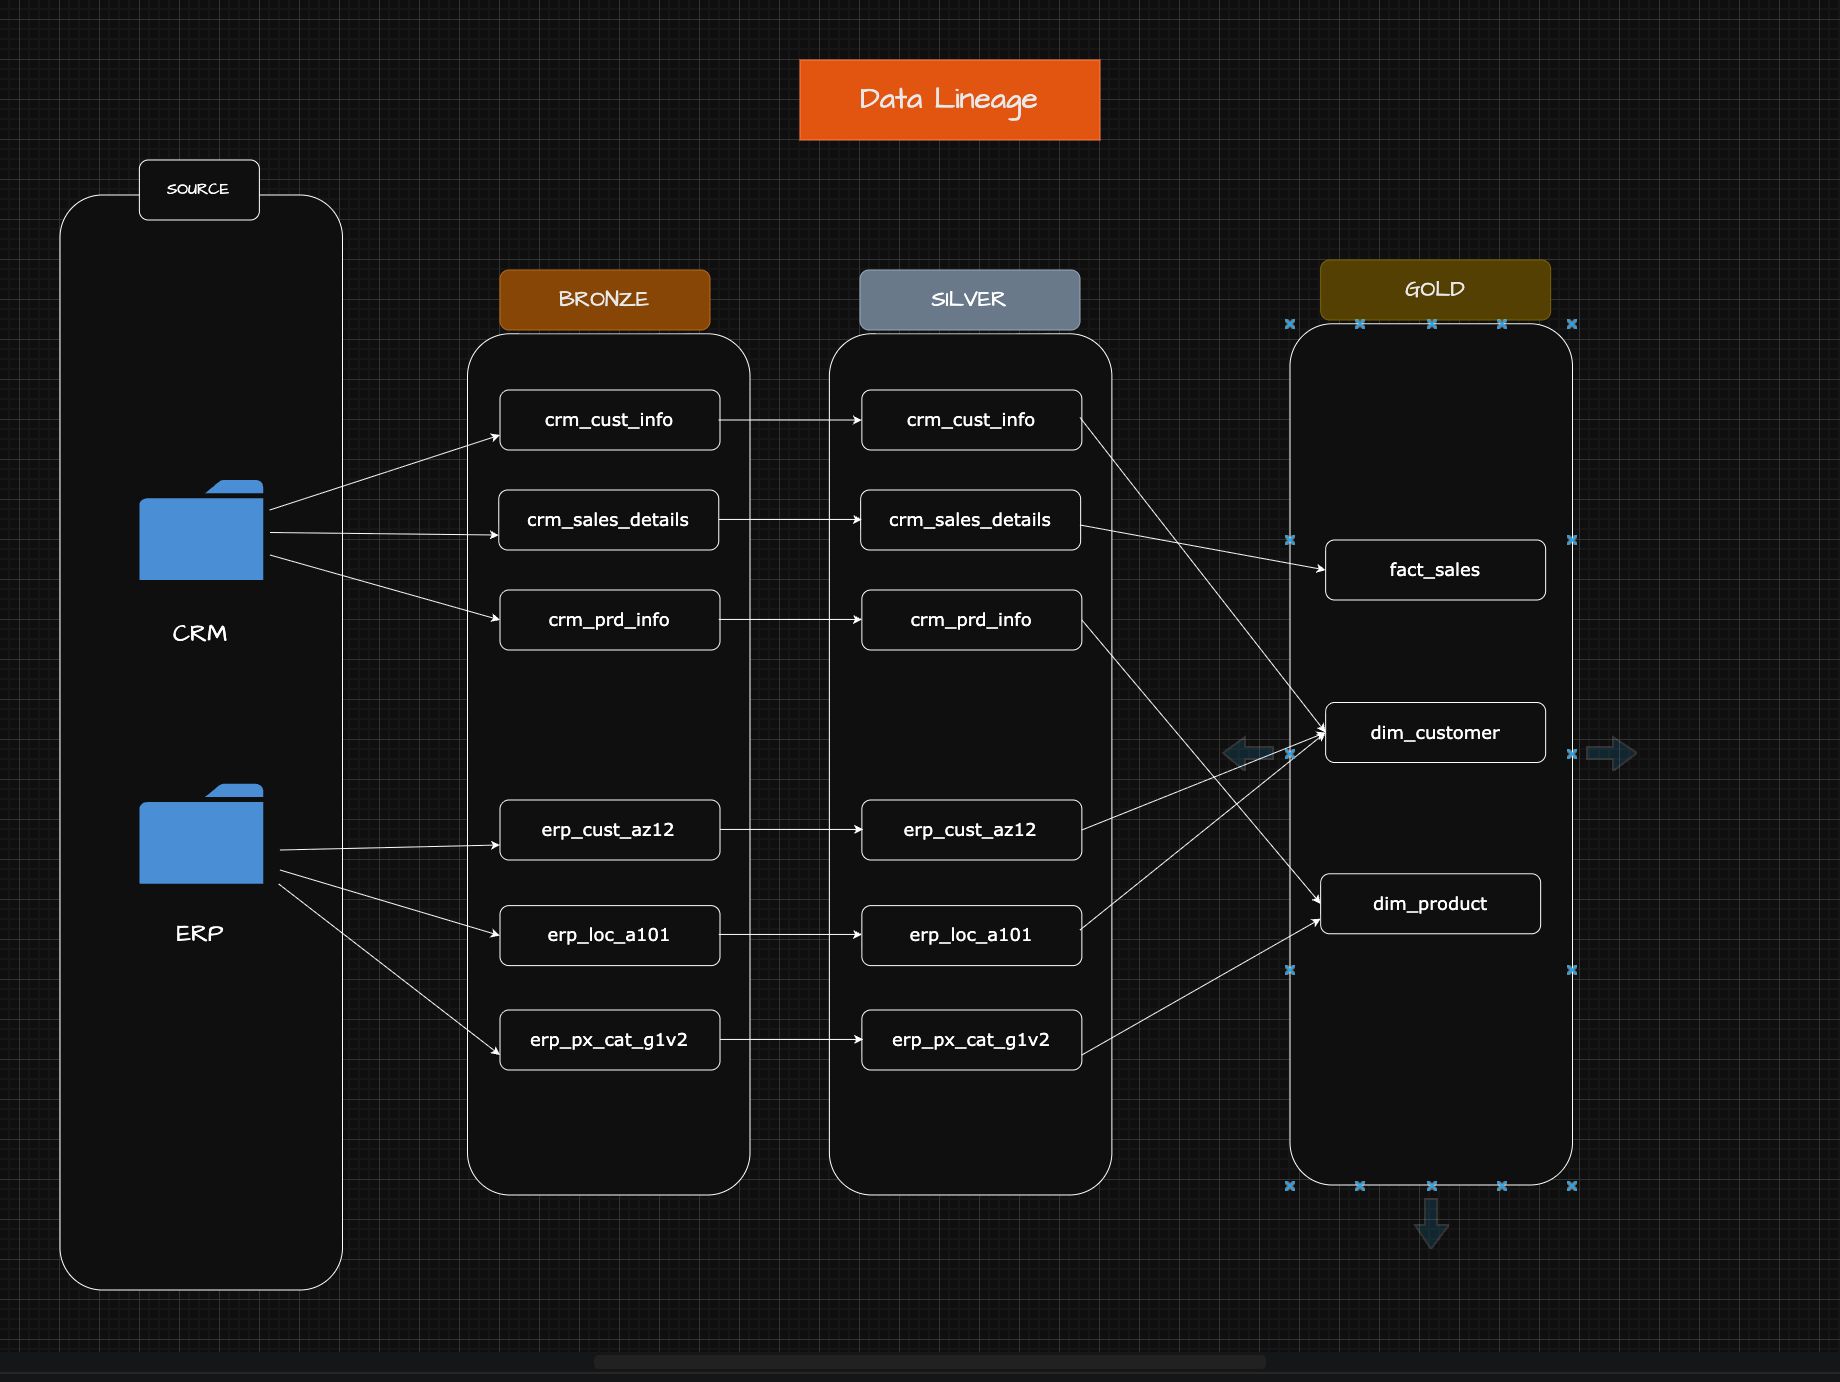 Data Lineage
SOURCE
CRM
ERP
BRONZE
crm_cust_info
crm_sales_details
crm_prd_info
erp_cust_az12
erp_loc_a101
erp_px_cat_g1v2
SILVER
crm_cust_info
crm_sales_details
crm_prd_info
erp_cust_az12
erp_loc_a101
erp_px_cat_g1v2
GOLD
fact_sales
dim_customer
dim_product